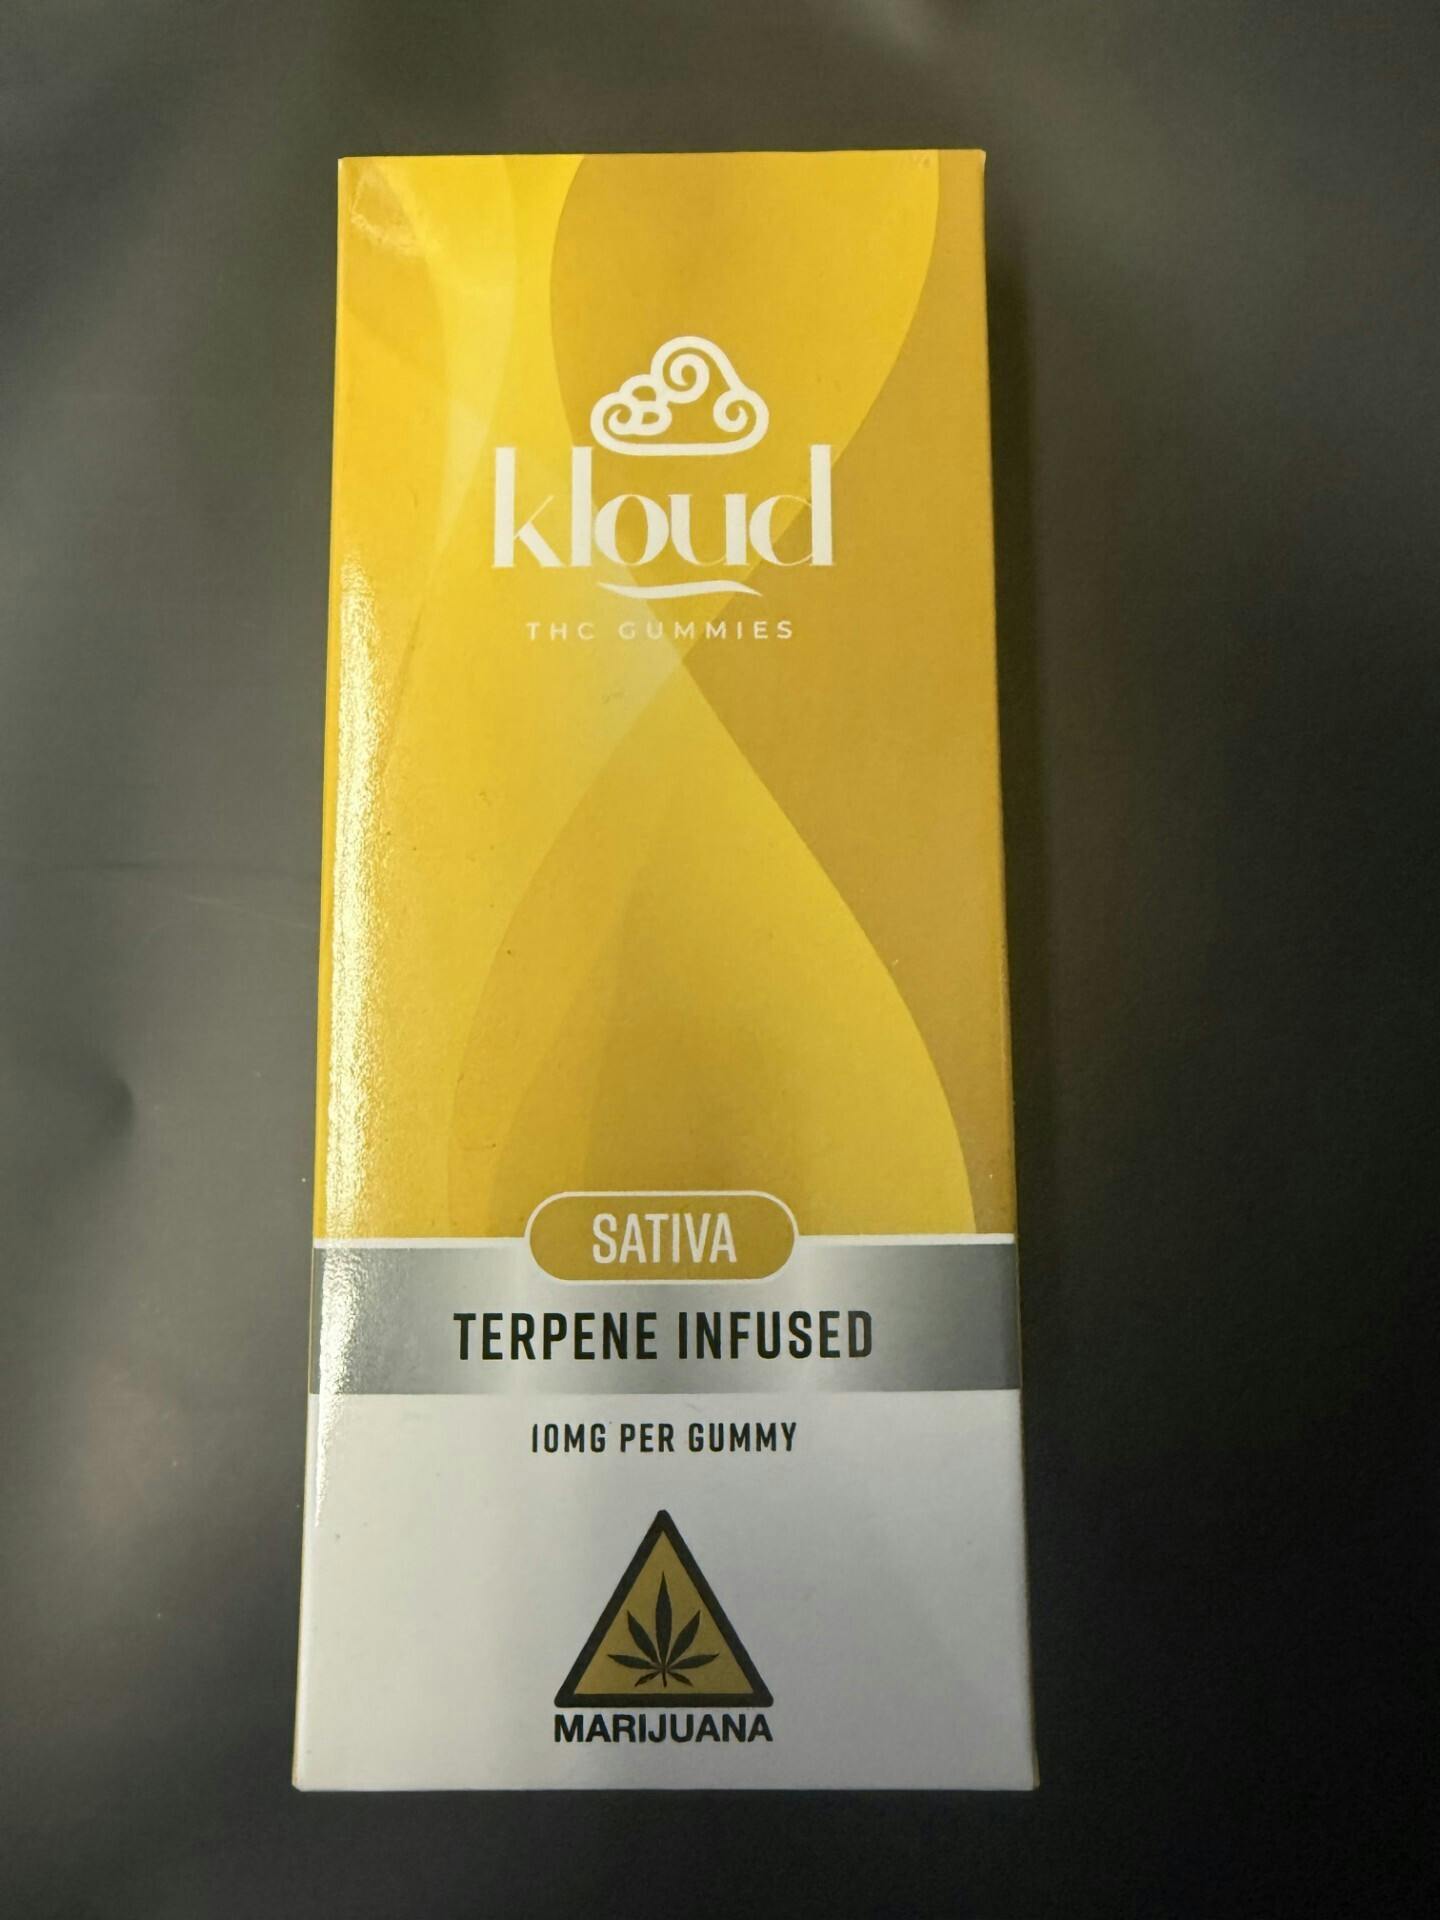 kloud
THC GUMMIES
SATIVA
TERPENE INFUSED
10MG PER GUMMY
MARIJUANA